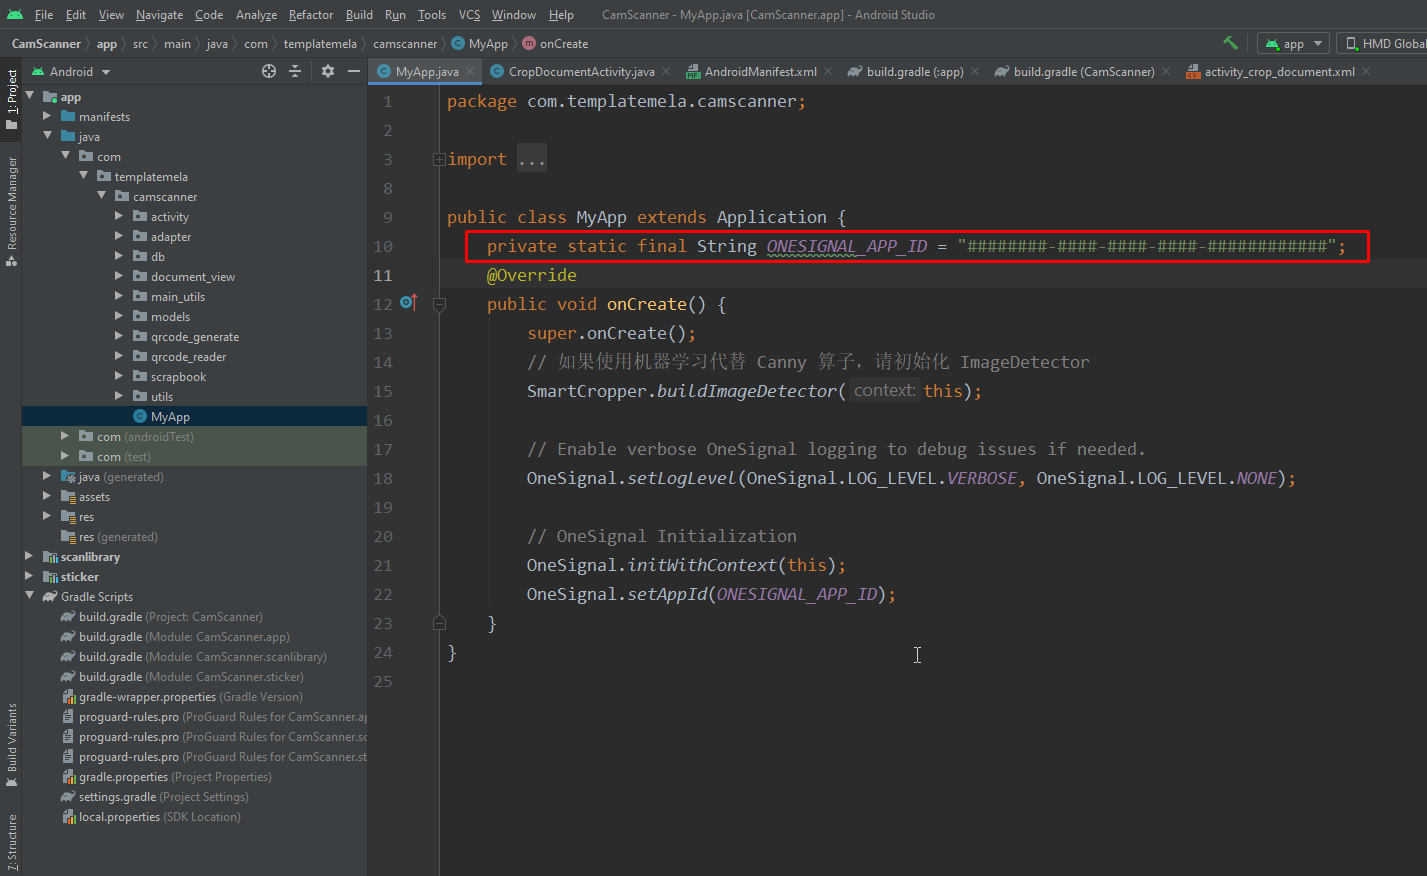 File Edit View Navigate Code Analyze Refactor Build Run Tools VCS Window Help CamScanner - MyApp.java [CamScanner.app] - Android Studio
CamScanner app src main java com templatemela camscanner MyApp onCreate app HMD Global
1: Project
Resource Manager
Build Variants
7: Structure
Android
app
manifests
java
com
templatemela
camscanner
activity
adapter
db
document_view
main_utils
models
qrcode_generate
qrcode_reader
scrapbook
utils
MyApp
com (androidTest)
com (test)
java (generated)
assets
res
res (generated)
scanlibrary
sticker
Gradle Scripts
build.gradle (Project: CamScanner)
build.gradle (Module: CamScanner.app)
build.gradle (Module: CamScanner.scanlibrary)
build.gradle (Module: CamScanner.sticker)
gradle-wrapper.properties (Gradle Version)
proguard-rules.pro (ProGuard Rules for CamScanner.ap
proguard-rules.pro (ProGuard Rules for CamScanner.sc
proguard-rules.pro (ProGuard Rules for CamScanner.st
gradle.properties (Project Properties)
settings.gradle (Project Settings)
local.properties (SDK Location)
MyApp.java CropDocumentActivity.java AndroidManifest.xml build.gradle (:app) build.gradle (CamScanner) activity_crop_document.xml
1 package com.templatemela.camscanner;
2
3 import ...
8
9 public class MyApp extends Application {
10 private static final String ONESIGNAL_APP_ID = "########-####-####-####-############";
11 @Override
12 public void onCreate() {
13 super.onCreate();
14 // 如果使用机器学习代替 Canny 算子，请初始化 ImageDetector
15 SmartCropper.buildImageDetector( context: this);
16
17 // Enable verbose OneSignal logging to debug issues if needed.
18 OneSignal.setLogLevel(OneSignal.LOG_LEVEL.VERBOSE, OneSignal.LOG_LEVEL.NONE);
19
20 // OneSignal Initialization
21 OneSignal.initWithContext(this);
22 OneSignal.setAppId(ONESIGNAL_APP_ID);
23 }
24 }
25